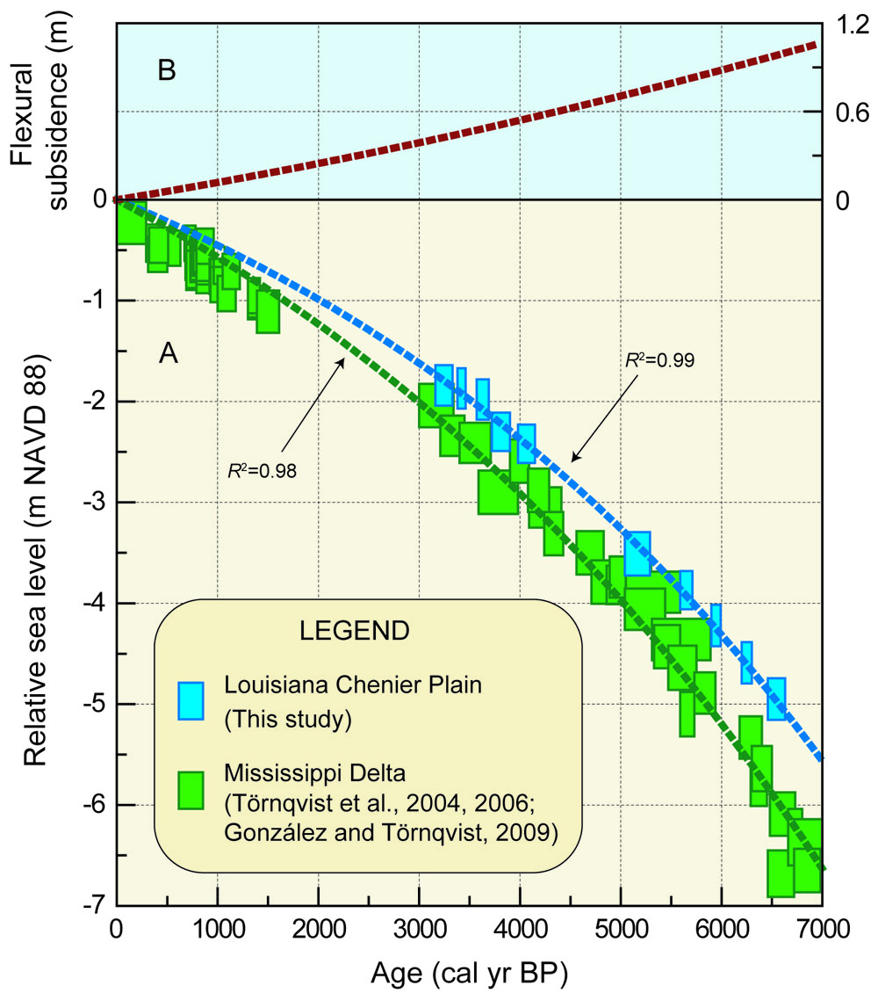 Flexural
subsidence (m)
B
1.2
0.6
0
0
-1
-2
-3
-4
-5
-6
-7
Relative sea level (m NAVD 88)
A
R²=0.99
R²=0.98
LEGEND
Louisiana Chenier Plain
(This study)
Mississippi Delta
(Törnqvist et al., 2004, 2006;
González and Törnqvist, 2009)
0 1000 2000 3000 4000 5000 6000 7000
Age (cal yr BP)